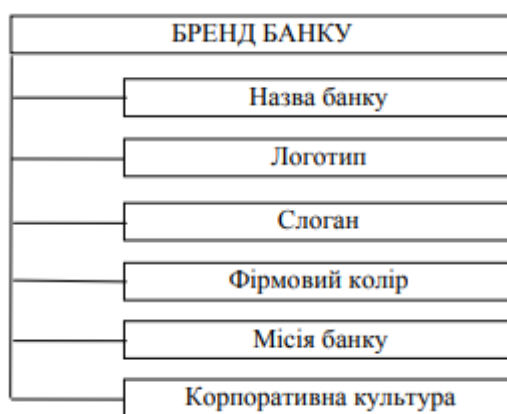 БРЕНД БАНКУ
Назва банку
Логотип
Слоган
Фірмовий колір
Місія банку
Корпоративна культура